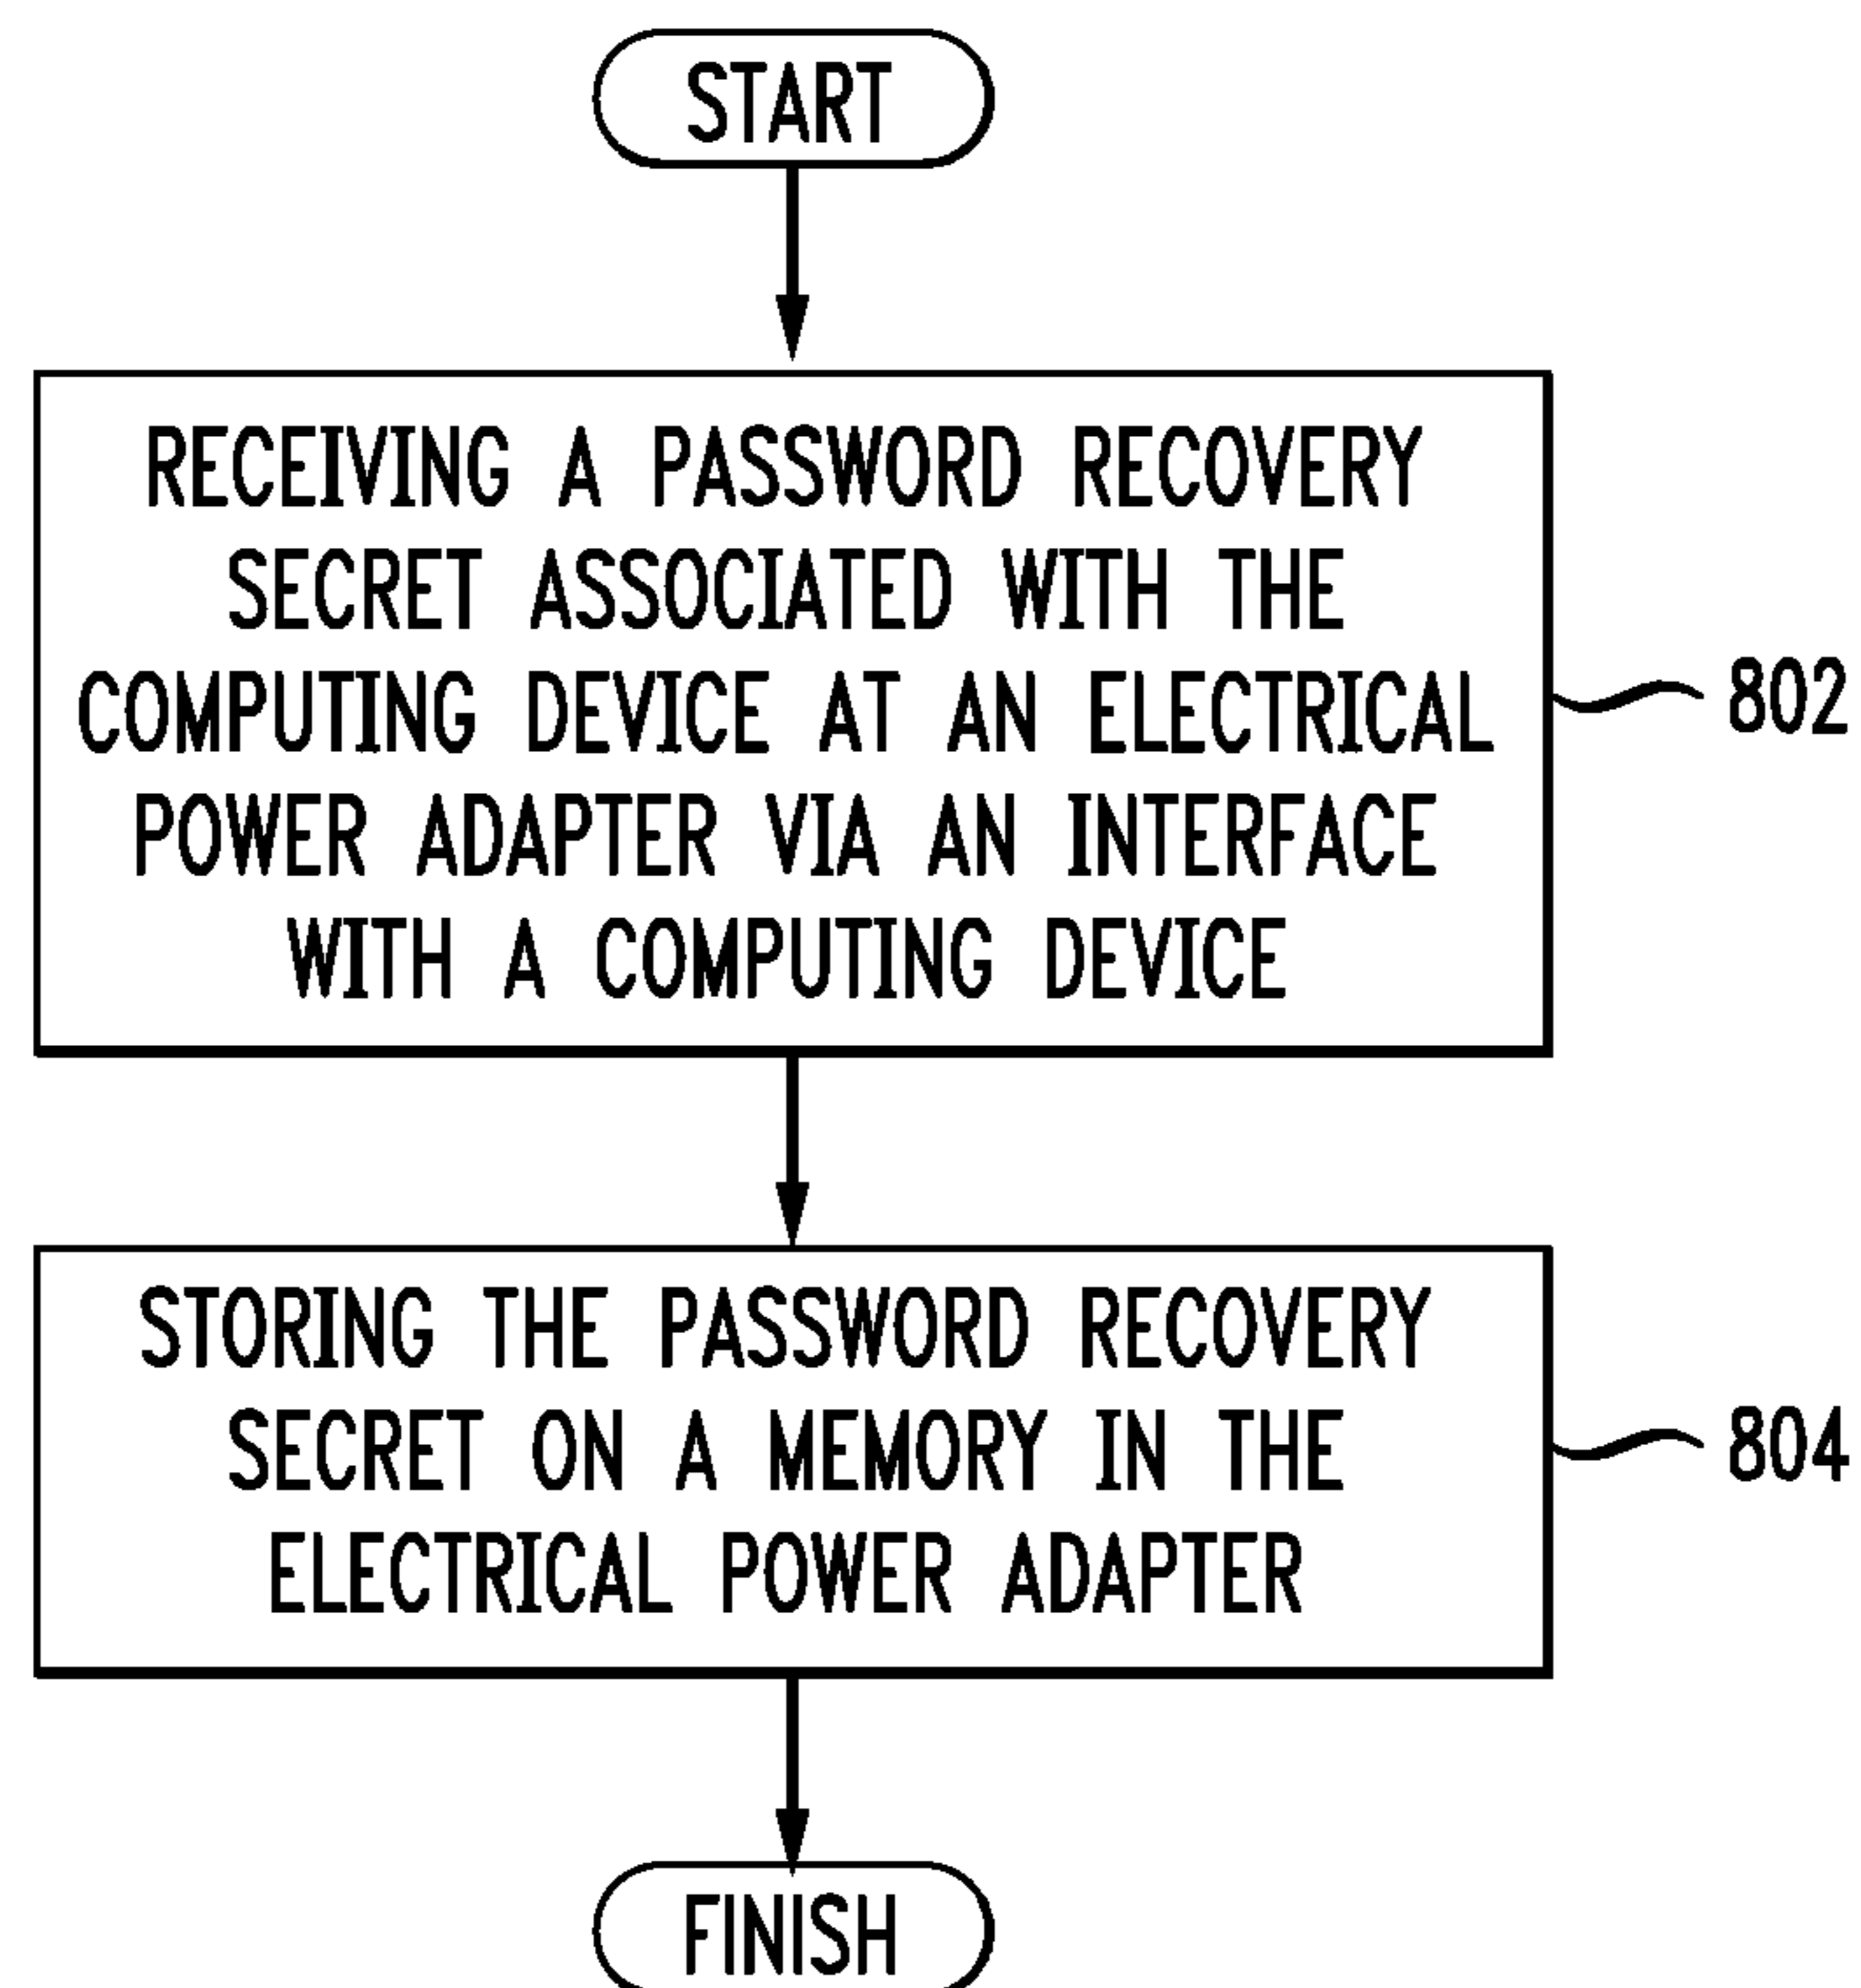 START
RECEIVING A PASSWORD RECOVERY
SECRET ASSOCIATED WITH THE
COMPUTING DEVICE AT AN ELECTRICAL
POWER ADAPTER VIA AN INTERFACE
WITH A COMPUTING DEVICE
802
STORING THE PASSWORD RECOVERY
SECRET ON A MEMORY IN THE
ELECTRICAL POWER ADAPTER
804
FINISH